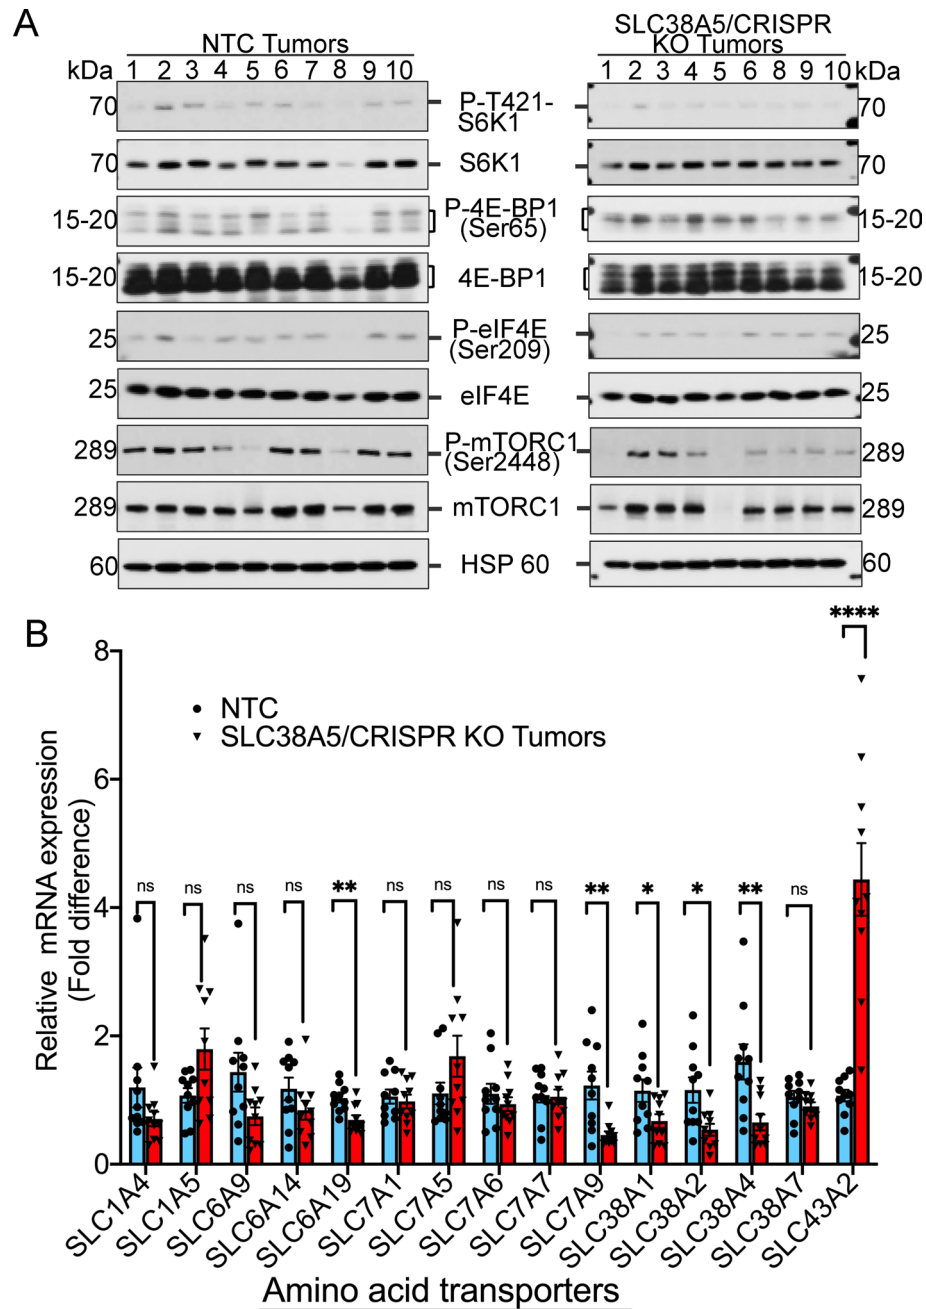 A
NTC Tumors
SLC38A5/CRISPR
KO Tumors
kDa 1 2 3 4 5 6 7 8 9 10
1 2 3 4 5 6 7 8 9 10 kDa
70 P-T421- 70
S6K1
70 S6K1 70
15-20 P-4E-BP1 15-20
(Ser65)
15-20 4E-BP1 15-20
25 P-eIF4E 25
(Ser209)
25 eIF4E 25
289 P-mTORC1 289
(Ser2448)
289 mTORC1 289
60 HSP 60 60
B
****
8
NTC
SLC38A5/CRISPR KO Tumors
6
Relative mRNA expression
(Fold difference)
ns ns ns ns ** ns ns ns ns ** * * ** ns
4
2
0
SLC1A4
SLC1A5
SLC6A9
SLC6A14
SLC6A19
SLC7A1
SLC7A5
SLC7A6
SLC7A7
SLC7A9
SLC38A1
SLC38A2
SLC38A4
SLC38A7
SLC43A2
Amino acid transporters